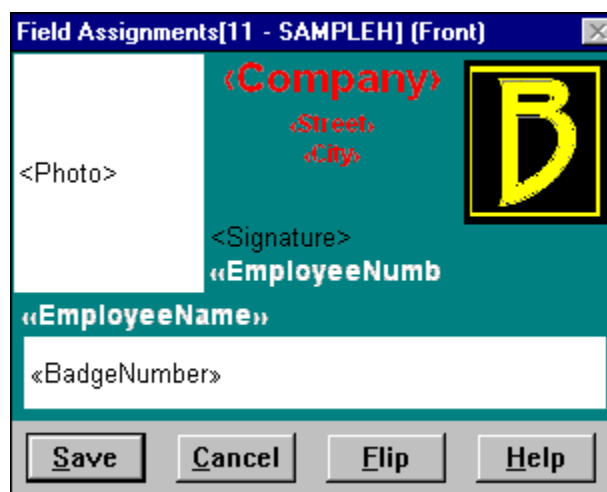 Field Assignments[11 - SAMPLEH] (Front)
‹Company›
‹Street›
‹City›
B
<Photo>
<Signature>
«EmployeeNumb
«EmployeeName»
«BadgeNumber»
Save Cancel Flip Help